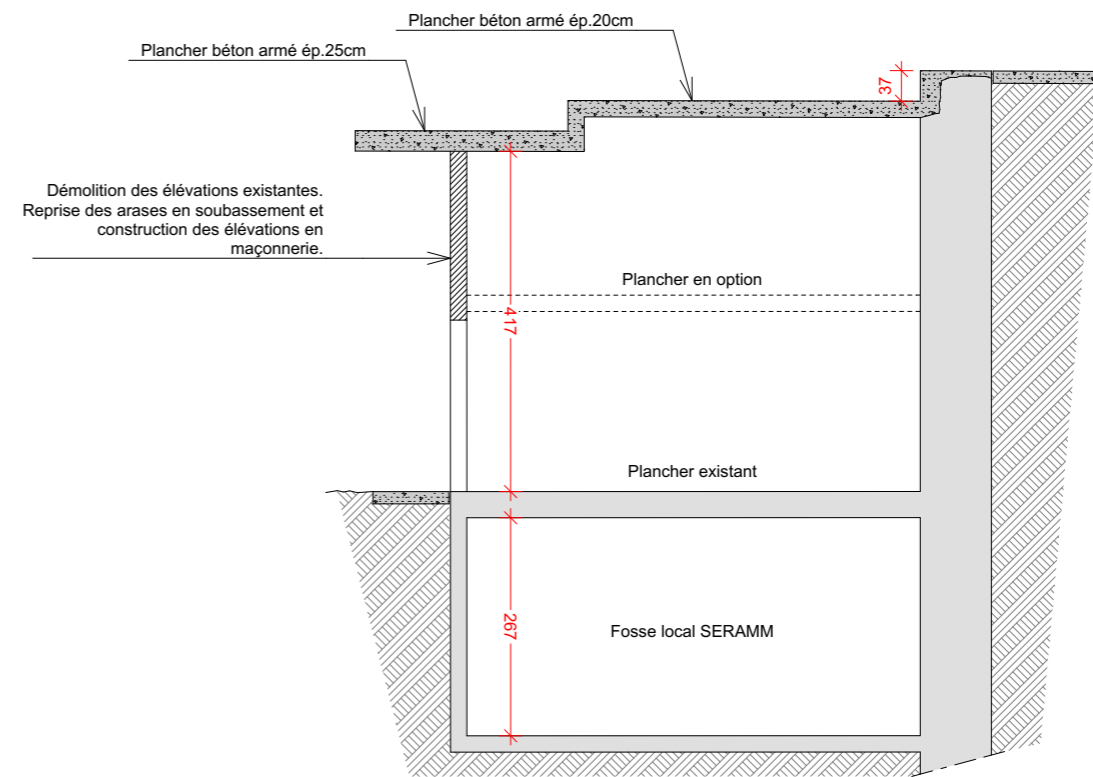 Plancher béton armé ép.20cm
Plancher béton armé ép.25cm
37
Démolition des élévations existantes.
Reprise des arases en soubassement et
construction des élévations en
maçonnerie.
Plancher en option
417
Plancher existant
267
Fosse local SERAMM